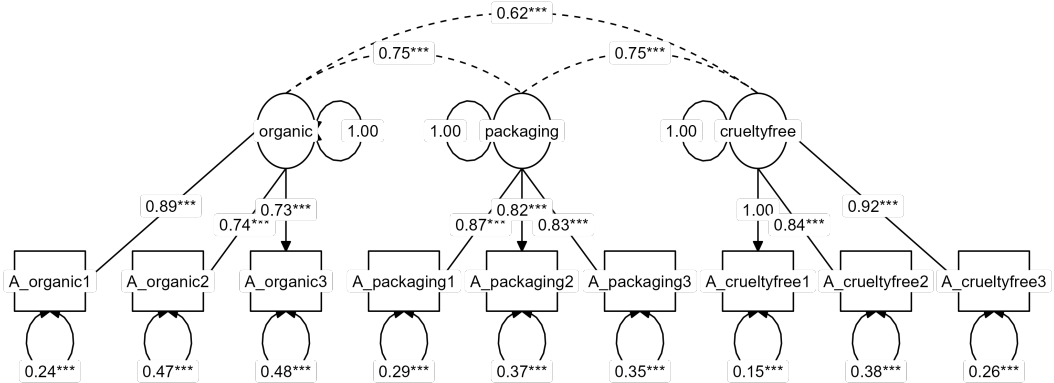 0.62***
0.75*** 0.75***
organic 1.00 1.00 packaging 1.00 crueltyfree
0.89*** 0.74*** 0.73*** 0.87*** 0.82*** 0.83*** 1.00 0.84*** 0.92***
A_organic1 A_organic2 A_organic3 A_packaging1 A_packaging2 A_packaging3 A_crueltyfree1 A_crueltyfree2 A_crueltyfree3
0.24*** 0.47*** 0.48*** 0.29*** 0.37*** 0.35*** 0.15*** 0.38*** 0.26***